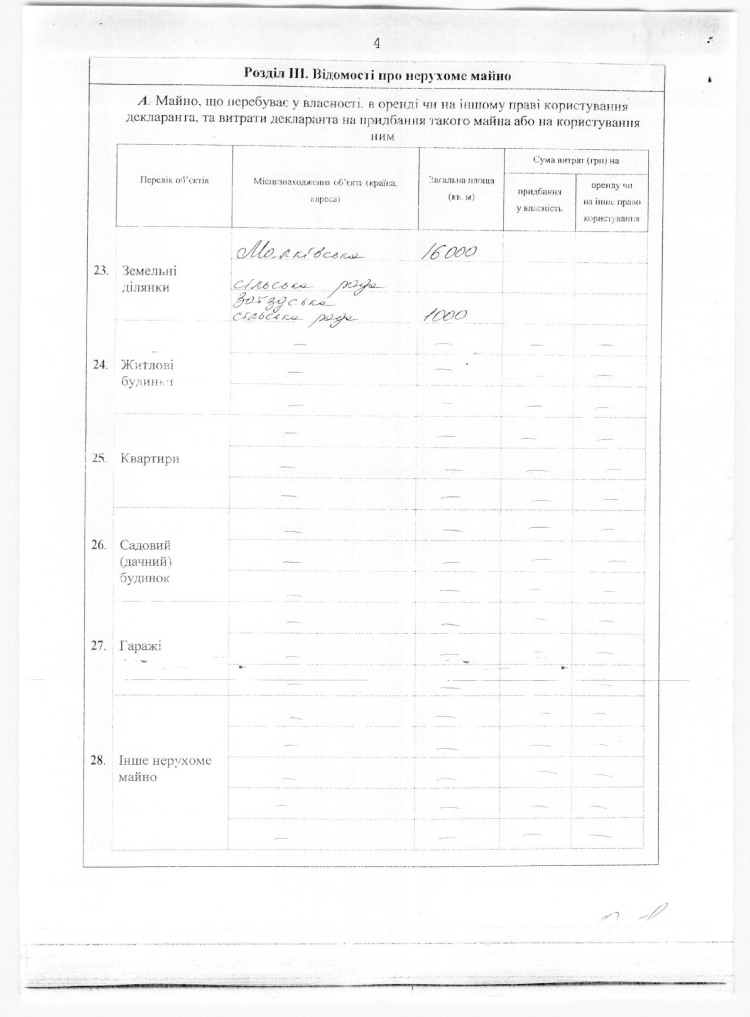 4
Розділ ІІІ. Відомості про нерухоме майно
А. Майно, що перебуває у власності, в оренді чи на іншому праві користування
декларанта, та витрати декларанта на придбання такого майна або на користування
ним
Перелік об'єктів
Місцезнаходження об'єкта (країна,
адреса)
Загальна площа
(кв. м)
Сума витрат (грн) на
придбання
у власність
оренду чи
на інше право
користування
23. Земельні
ділянки
16000
сільська рада
сільська рада 1000
24. Житлові
будинки
25. Квартири
26. Садовий
(дачний)
будинок
27. Гаражі
28. Інше нерухоме
майно